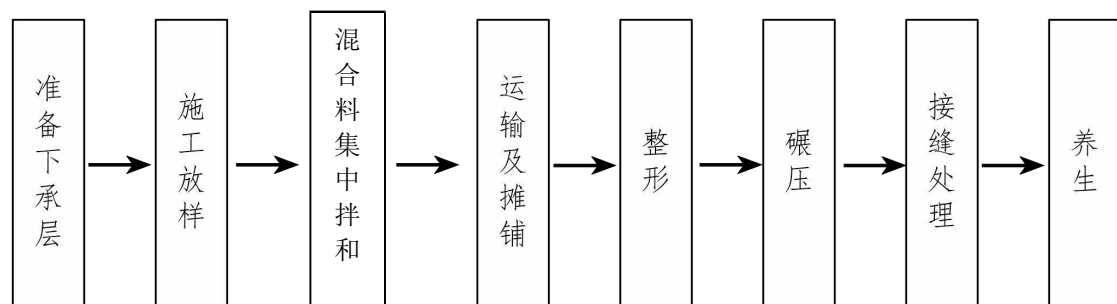 准备下承层
施工放样
混合料集中拌和
运输及摊铺
整形
碾压
接缝处理
养生